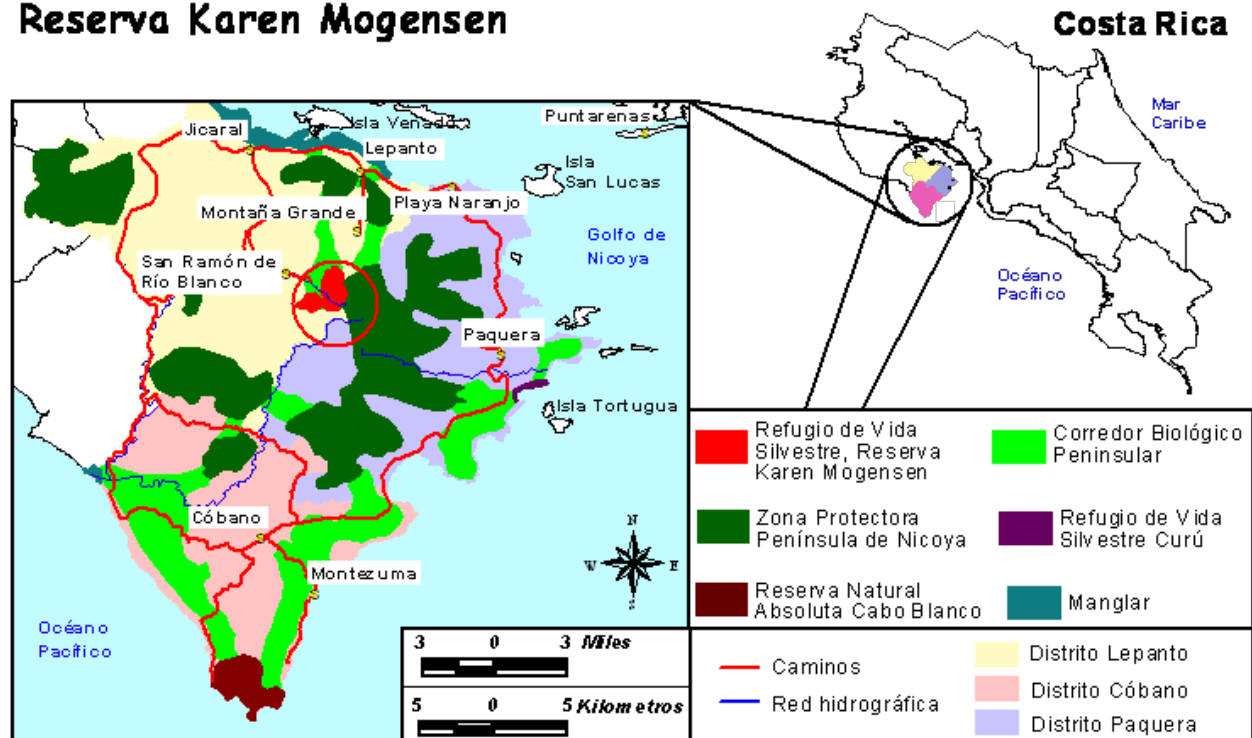 Reserva Karen Mogensen
Costa Rica
Mar
Caribe
Océano
Pacífico
Jicaral
Isla Venado
Puntarenas
Lepanto
Isla
San Lucas
Montaña Grande
Playa Naranjo
Golfo de
Nicoya
San Ramón de
Río Blanco
Paquera
Isla Tortugua
Cóbano
Montezuma
Océano
Pacífico
N
W
E
S
3 0 3 Miles
5 0 5 Kilometros
Refugio de Vida
Silvestre, Reserva
Karen Mogensen
Corredor Biológico
Peninsular
Zona Protectora
Península de Nicoya
Refugio de Vida
Silvestre Curú
Reserva Natural
Absoluta Cabo Blanco
Manglar
Caminos
Red hidrográfica
Distrito Lepanto
Distrito Cóbano
Distrito Paquera